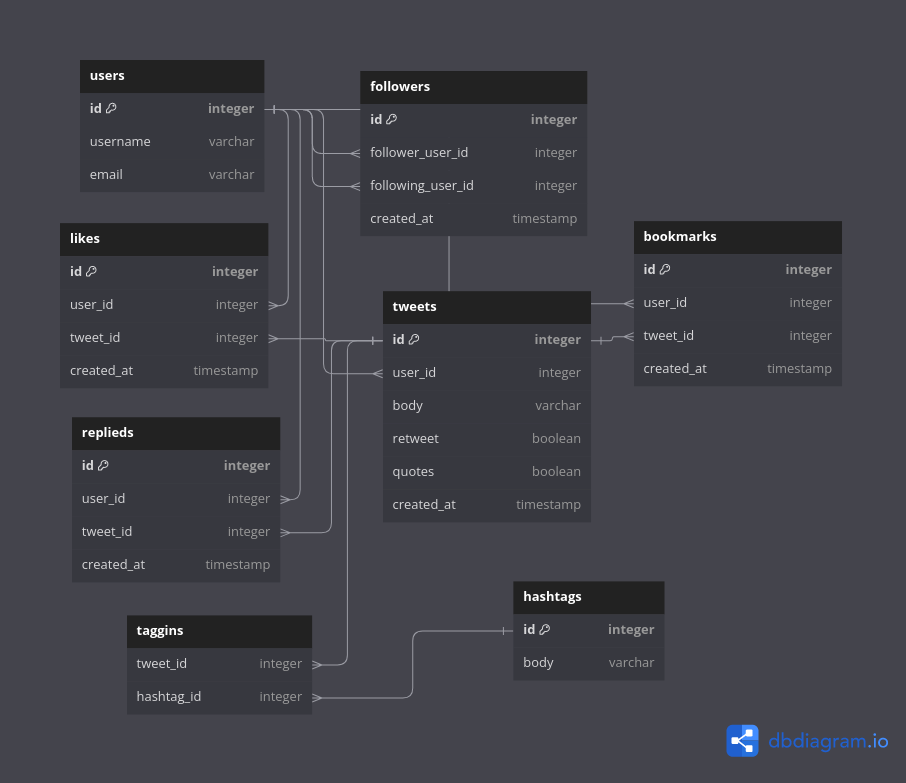 users
id integer
username varchar
email varchar
followers
id integer
follower_user_id integer
following_user_id integer
created_at timestamp
likes
id integer
user_id integer
tweet_id integer
created_at timestamp
bookmarks
id integer
user_id integer
tweet_id integer
created_at timestamp
tweets
id integer
user_id integer
body varchar
retweet boolean
quotes boolean
created_at timestamp
replieds
id integer
user_id integer
tweet_id integer
created_at timestamp
taggins
tweet_id integer
hashtag_id integer
hashtags
id integer
body varchar
dbdiagram.io